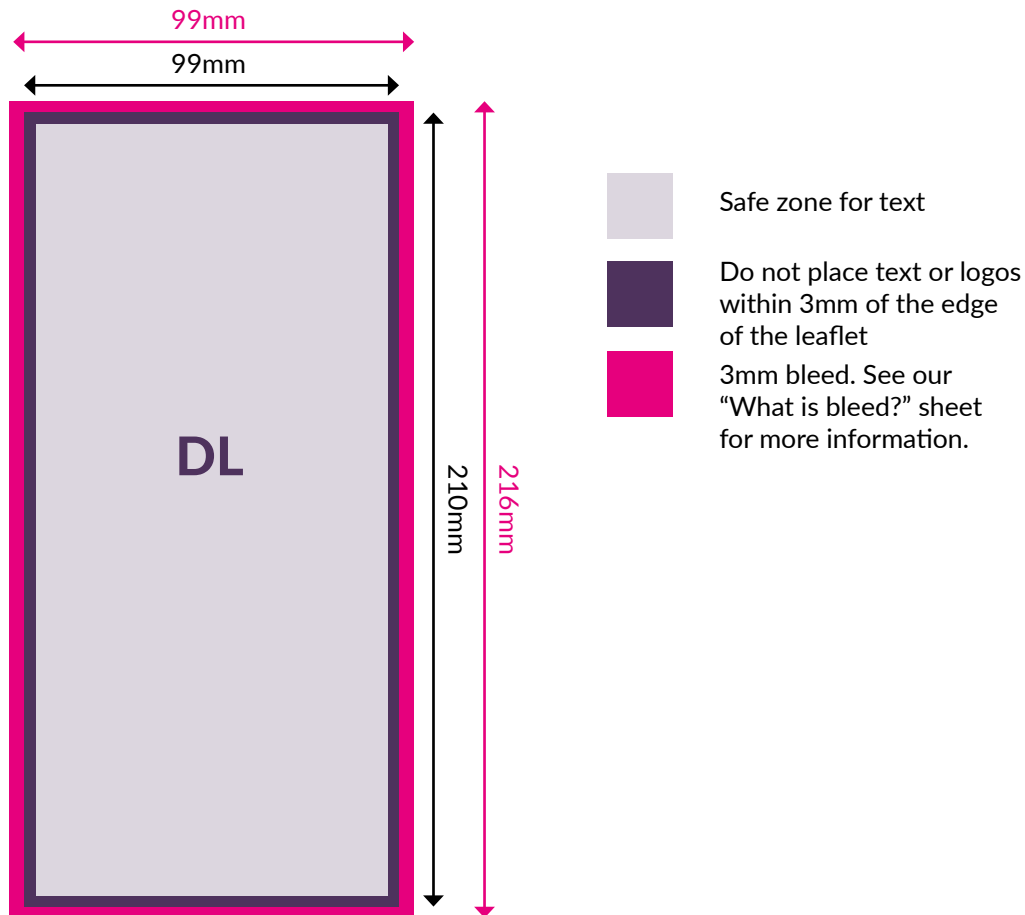 99mm
99mm
DL
210mm
216mm
Safe zone for text
Do not place text or logos
within 3mm of the edge
of the leaflet
3mm bleed. See our
“What is bleed?” sheet
for more information.